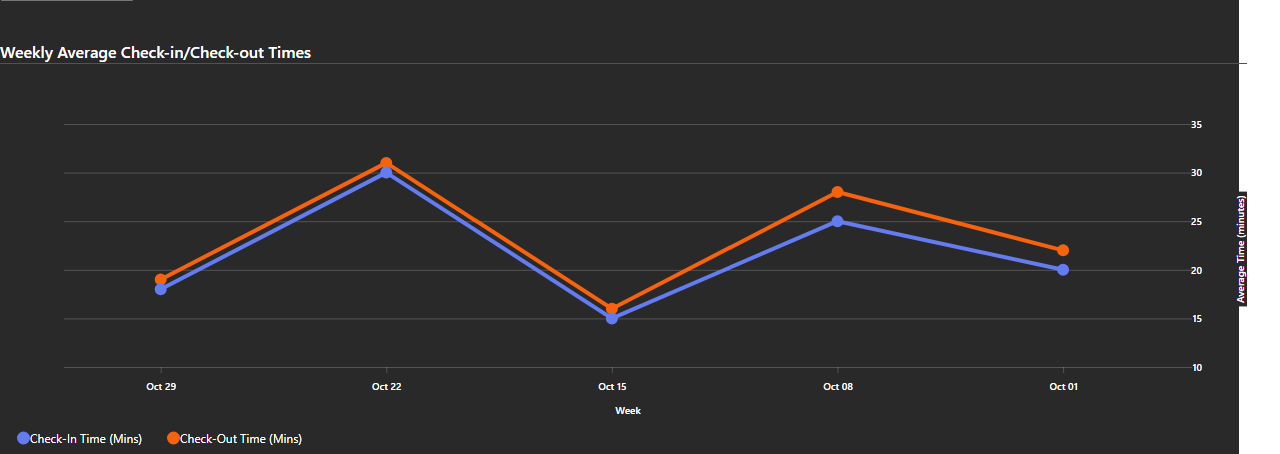 Weekly Average Check-in/Check-out Times
35
30
25
20
15
10
Average Time (minutes)
Oct 29
Oct 22
Oct 15
Oct 08
Oct 01
Week
Check-In Time (Mins)
Check-Out Time (Mins)